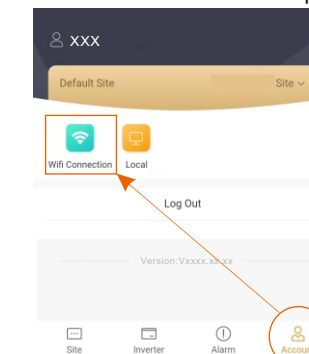 XXX
Default Site Site
Wifi Connection Local
Log Out
Version:Vxxxx.xx.xx
Site Inverter Alarm Accoun